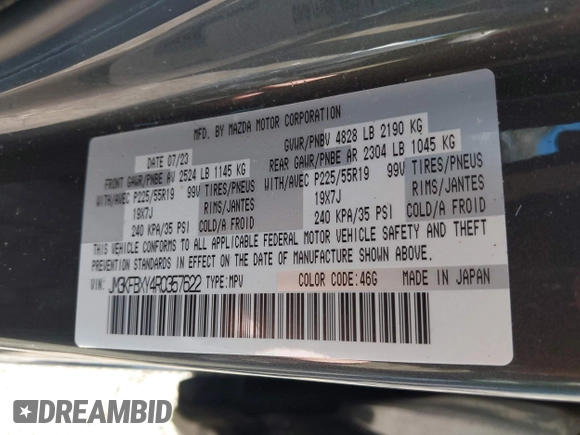 MFD. BY MAZDA MOTOR CORPORATION
DATE 07/23 GVWR/PNBV 4828 LB 2190 KG
FRONT GAWR/PNBE AV 2524 LB 1145 KG REAR GAWR/PNBE AR 2304 LB 1045 KG
WITH/AVEC P225/55R19 99V TIRES/PNEUS WITH/AVEC P225/55R19 99V TIRES/PNEUS
19X7J RIMS/JANTES 19X7J RIMS/JANTES
240 KPA/35 PSI COLD/A FROID 240 KPA/35 PSI COLD/A FROID
THIS VEHICLE CONFORMS TO ALL APPLICABLE FEDERAL MOTOR VEHICLE SAFETY AND THEFT
PREVENTION STANDARDS IN EFFECT ON THE DATE OF MANUFACTURE SHOWN ABOVE.
VIN: JM3KFBXY4R0357622 TYPE:MPV COLOR CODE:46G MADE IN JAPAN
DREAMBID